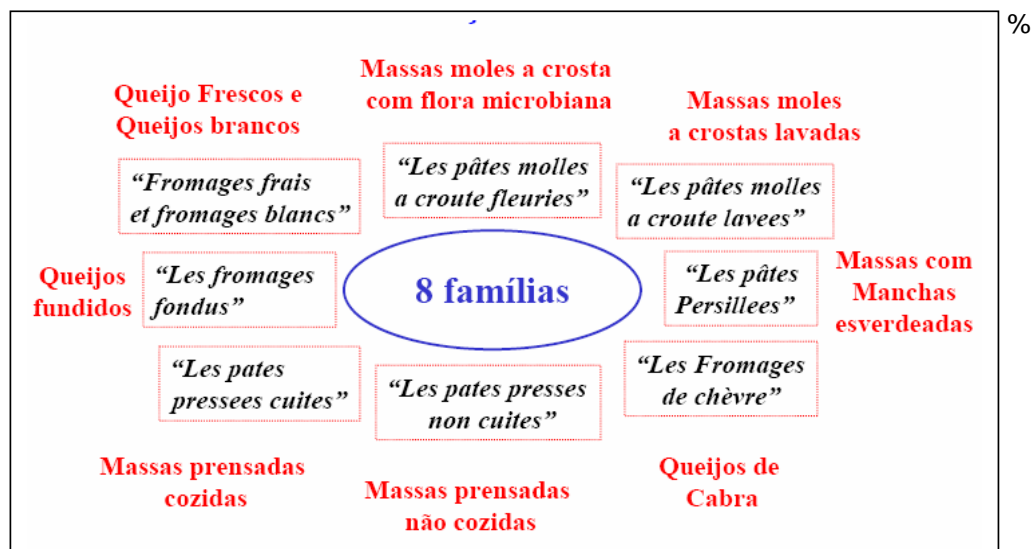 %
Massas moles a crosta
com flora microbiana
Queijo Frescos e
Queijos brancos
Massas moles
a crostas lavadas
“Fromages frais
et fromages blancs”
“Les pâtes molles
a croute fleuries”
“Les pâtes molles
a croute lavees”
Queijos
fundidos
“Les fromages
fondus”
8 famílias
“Les pâtes
Persillees”
Massas com
Manchas
esverdeadas
“Les pates
pressees cuites”
“Les pates presses
non cuites”
“Les Fromages
de chèvre”
Massas prensadas
cozidas
Massas prensadas
não cozidas
Queijos de
Cabra